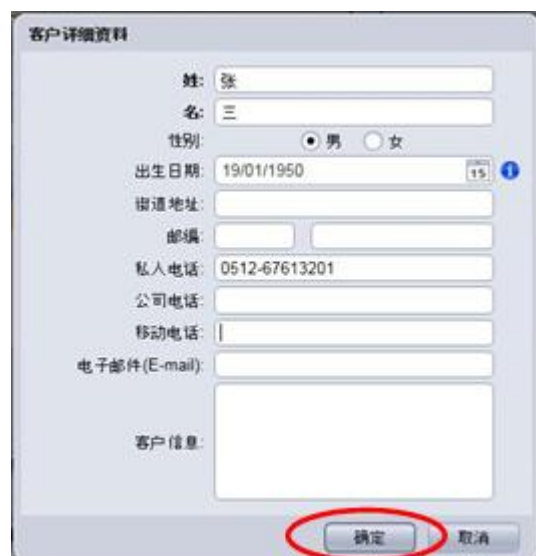 客户详细资料
姓: 张
名: 三
性别: 男 女
出生日期: 19/01/1950 15
街道地址:
邮编:
私人电话: 0512-67613201
公司电话:
移动电话:
电子邮件(E-mail):
客户信息:
确定 取消